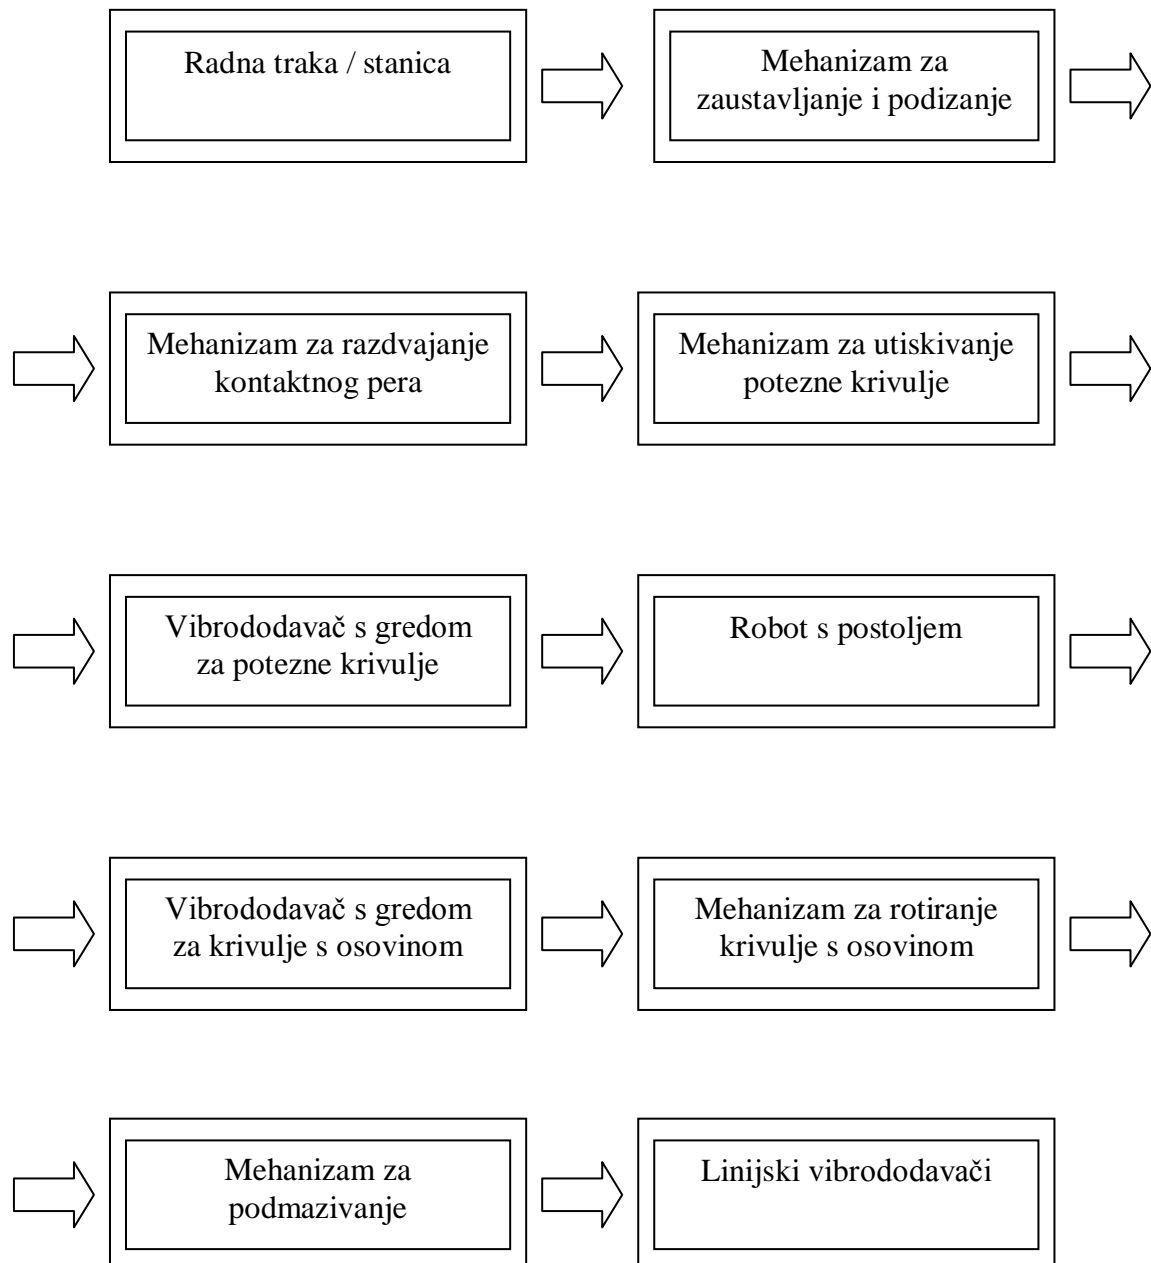 Radna traka / stanica
Mehanizam za
zaustavljanje i podizanje
Mehanizam za razdvajanje
kontaktnog pera
Mehanizam za utiskivanje
potezne krivulje
Vibrododavač s gredom
za potezne krivulje
Robot s postoljem
Vibrododavač s gredom
za krivulje s osovinom
Mehanizam za rotiranje
krivulje s osovinom
Mehanizam za
podmazivanje
Linijski vibrododavači